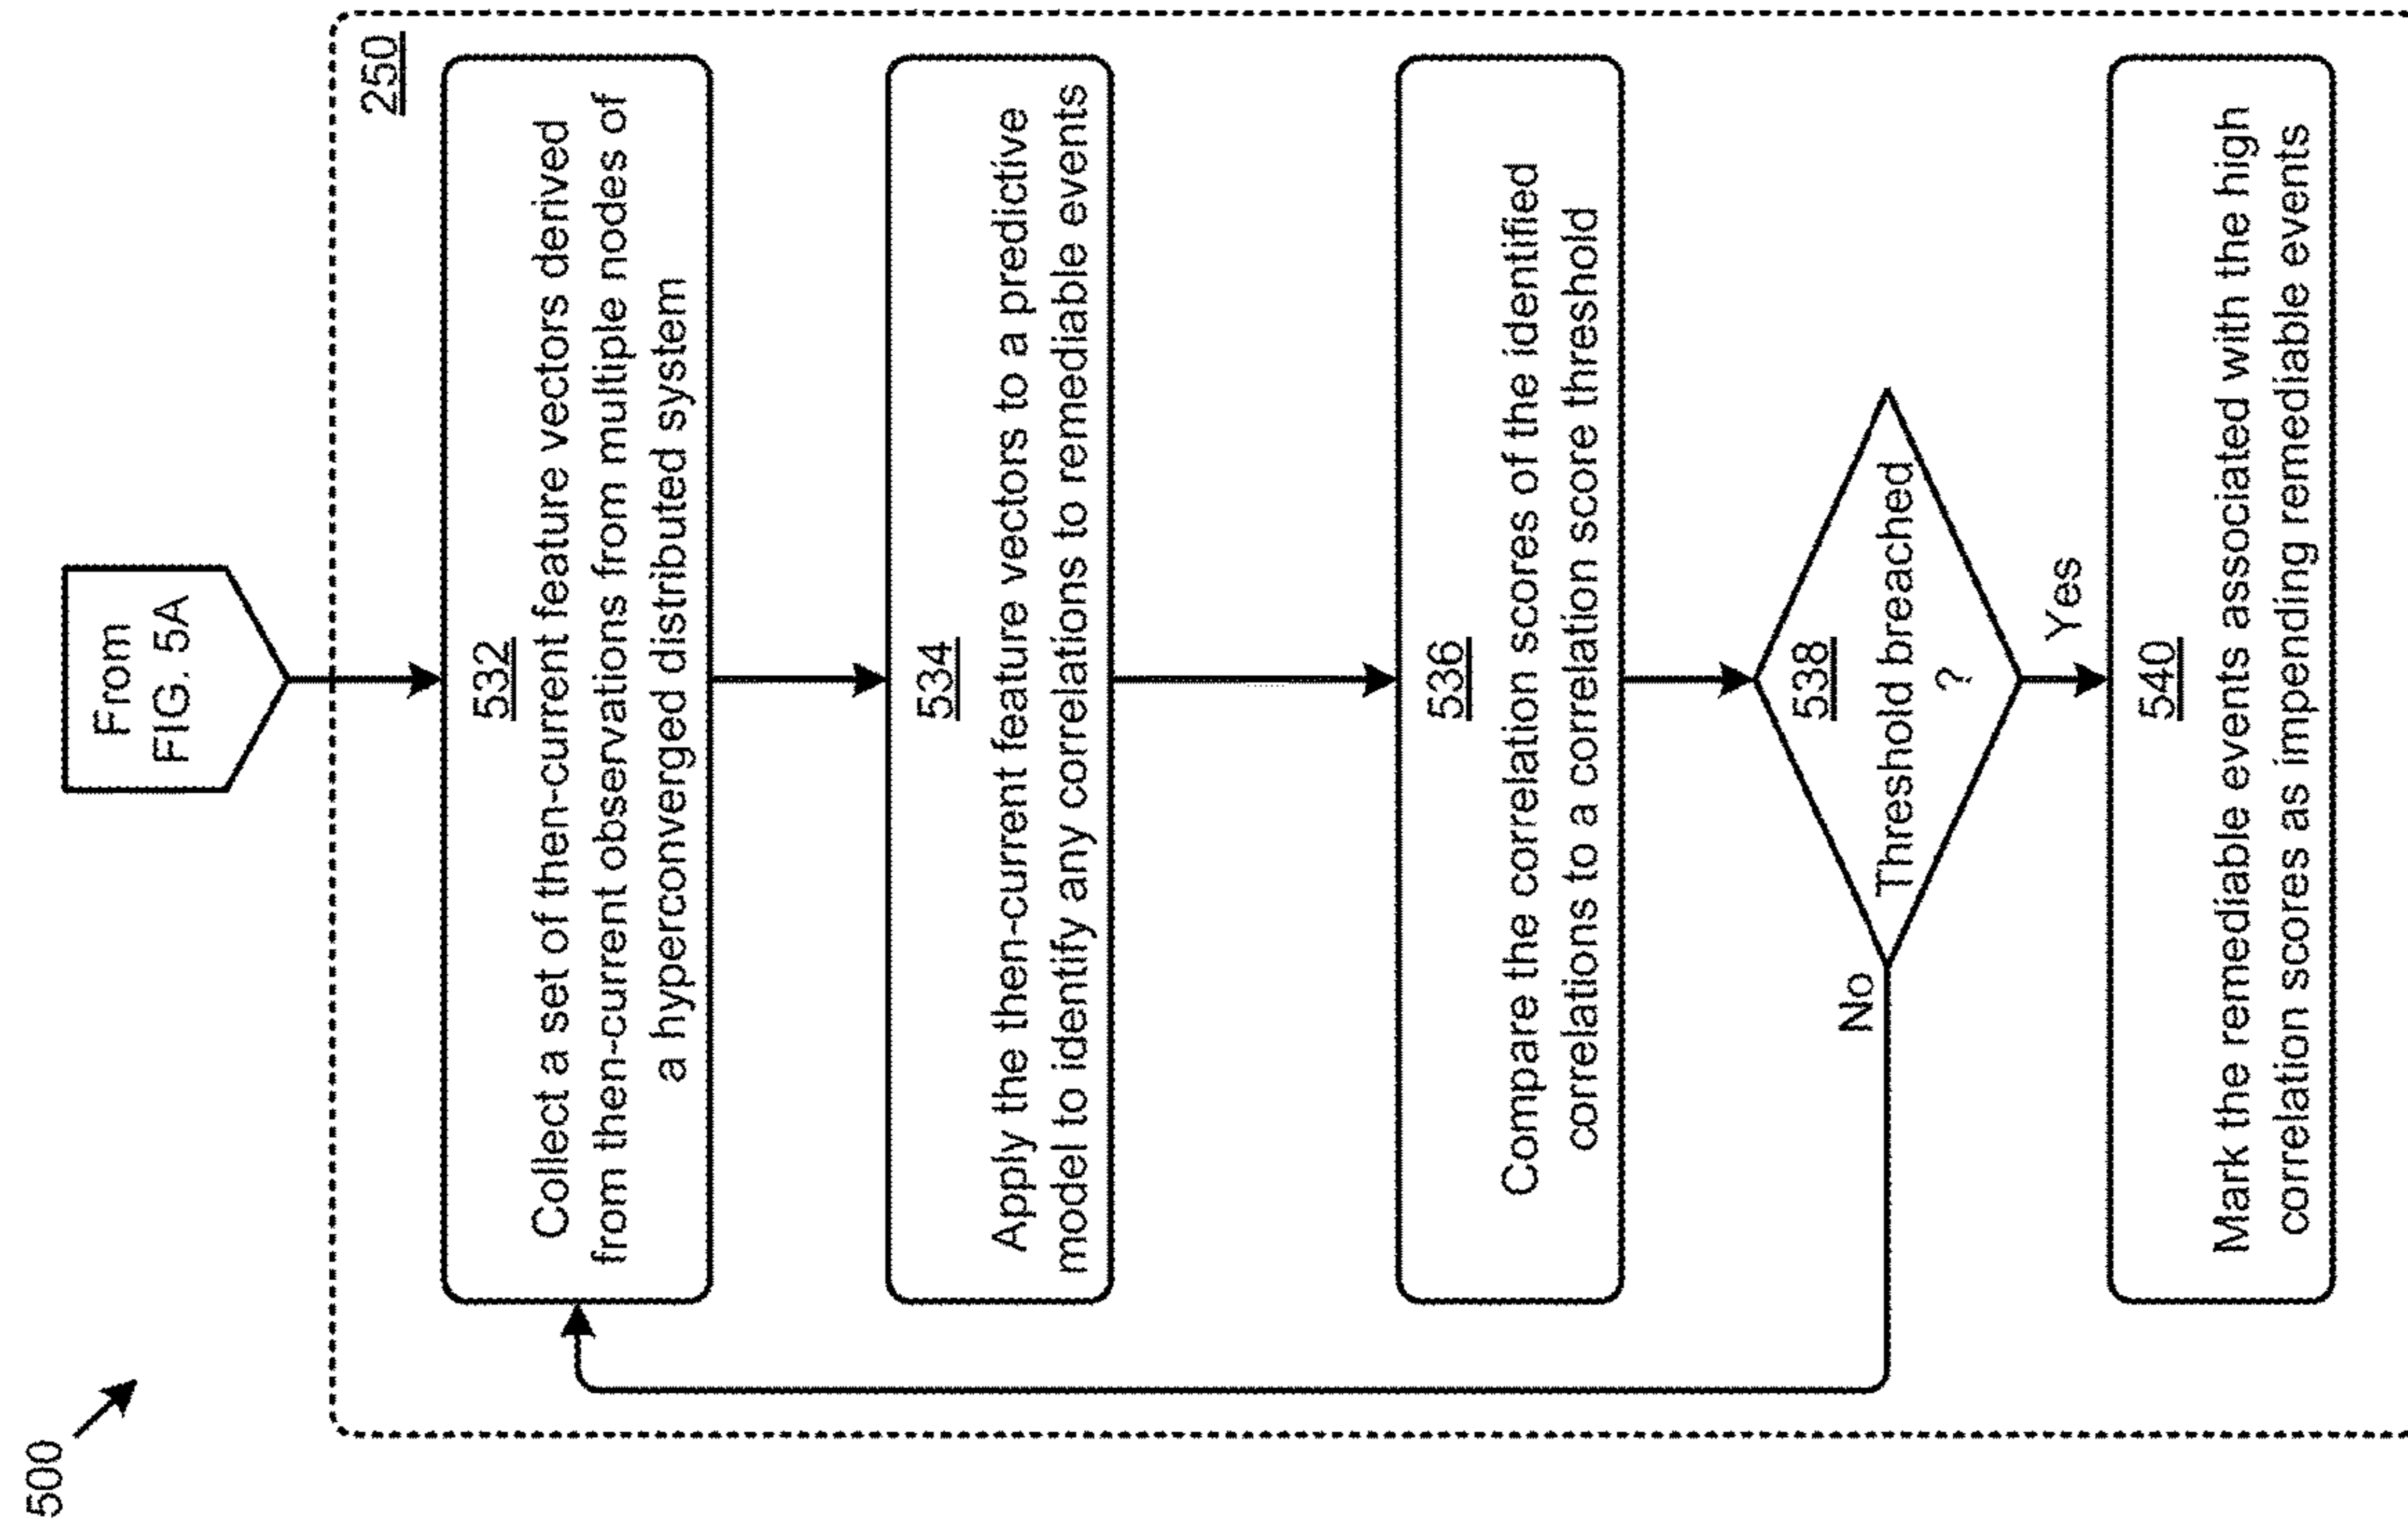 500
From
FIG. 5A
250
532
Collect a set of then-current feature vectors derived
from then-current observations from multiple nodes of
a hyperconverged distributed system
534
Apply the then-current feature vectors to a predictive
model to identify any correlations to remediable events
536
Compare the correlation scores of the identified
correlations to a correlation score threshold
538
Threshold breached
?
No
Yes
540
Mark the remediable events associated with the high
correlation scores as impending remediable events